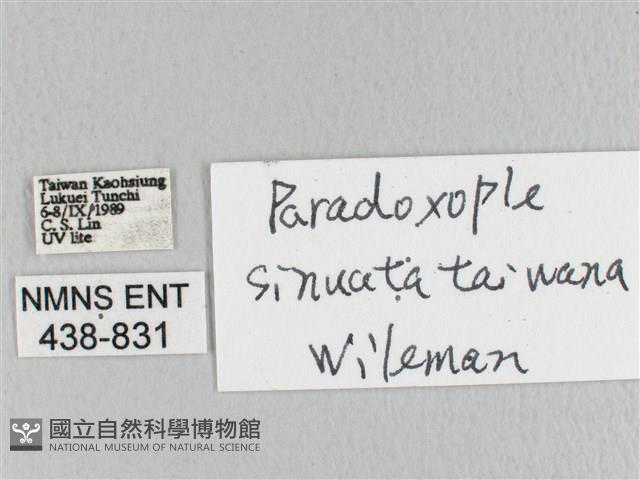 Taiwan Kaohsiung
Lukuei Tunchi
6-8/IX/1989
C. S. Lin
UV lite
NMNS ENT
438-831
Paradoxople
sinuata taiwana
Wileman
國立自然科學博物館
NATIONAL MUSEUM OF NATURAL SCIENCE